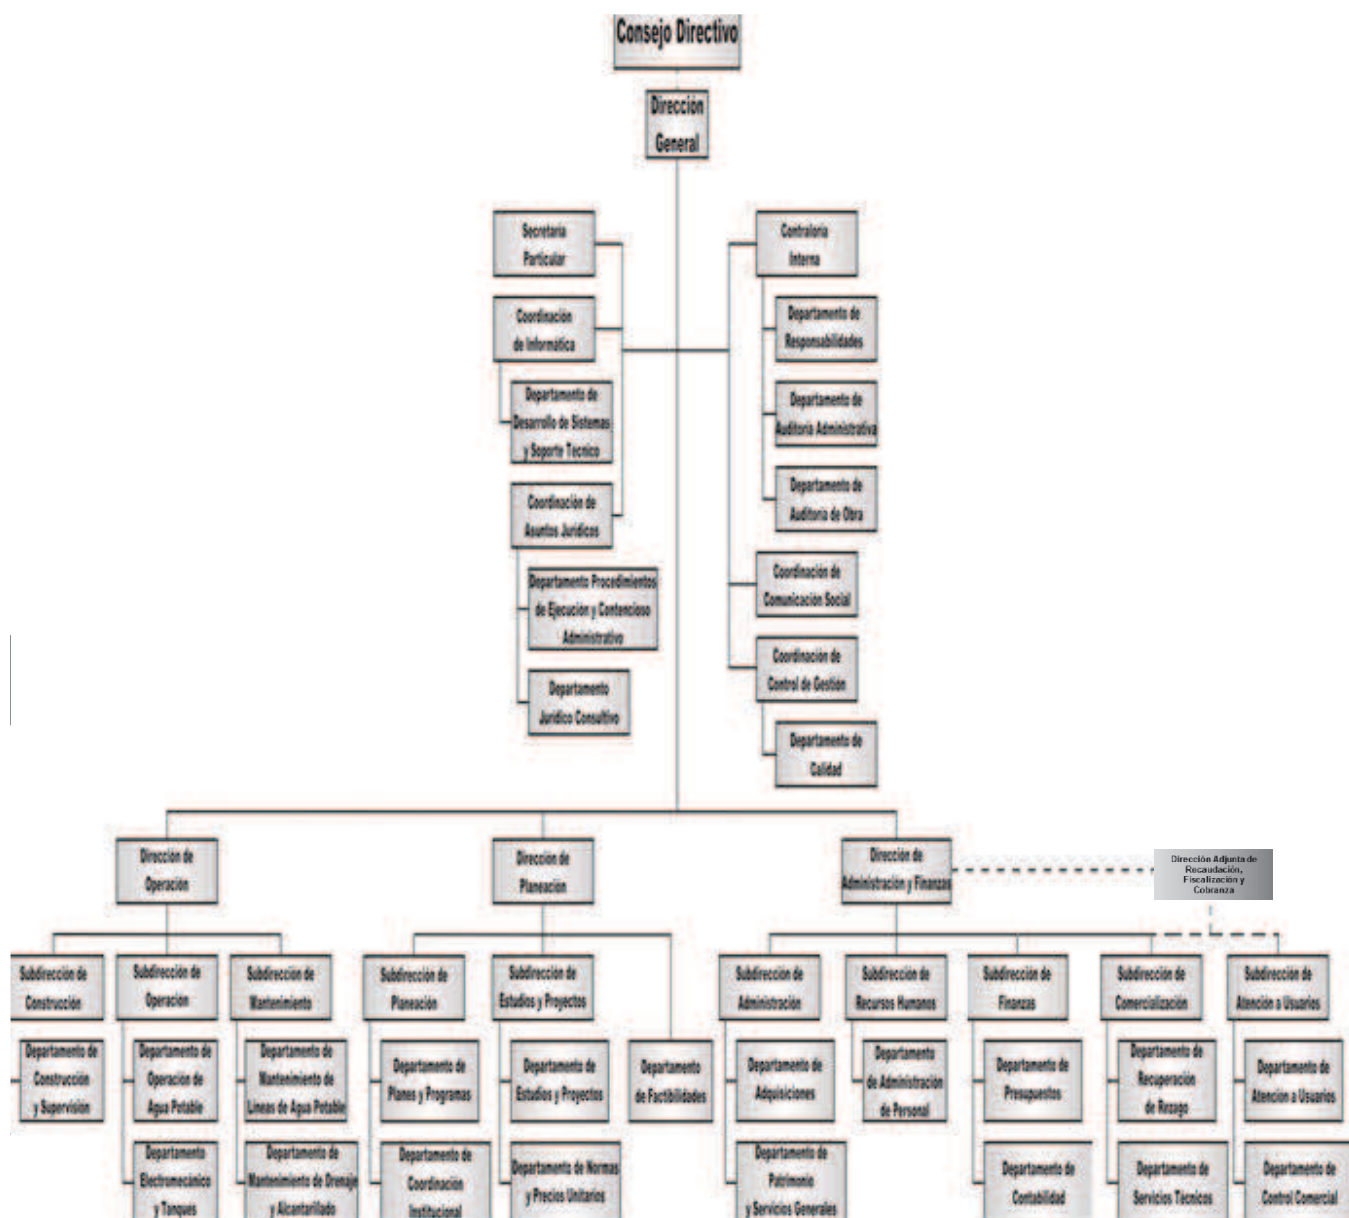 Consejo Directivo
Dirección
General
Secretaría
Particular
Contraloría
Interna
Coordinación
de Informática
Departamento de
Responsabilidades
Departamento de
Desarrollo de Sistemas
y Soporte Técnico
Departamento de
Auditoría Administrativa
Coordinación de
Asuntos Jurídicos
Departamento de
Auditoría de Obra
Departamento Procedimientos
de Ejecución y Contencioso
Administrativo
Coordinación de
Comunicación Social
Departamento
Jurídico Consultivo
Coordinación de
Control de Gestión
Departamento de
Calidad
Dirección de
Operación
Dirección de
Planeación
Dirección de
Administración y Finanzas
Dirección Adjunta de
Recaudación,
Fiscalización y
Cobranza
Subdirección de
Construcción
Subdirección de
Operación
Subdirección de
Mantenimiento
Subdirección de
Planeación
Subdirección de
Estudios y Proyectos
Subdirección de
Administración
Subdirección de
Recursos Humanos
Subdirección de
Finanzas
Subdirección de
Comercialización
Subdirección de
Atención a Usuarios
Departamento de
Construcción
y Supervisión
Departamento de
Operación de
Agua Potable
Departamento de
Mantenimiento de
Líneas de Agua Potable
Departamento de
Planes y Programas
Departamento de
Estudios y Proyectos
Departamento
de Factibilidades
Departamento de
Adquisiciones
Departamento
de Administración
de Personal
Departamento de
Presupuestos
Departamento de
Recuperación
de Rezago
Departamento de
Atención a Usuarios
Departamento
Electromecánico
y Tanques
Departamento de
Mantenimiento de Drenaje
y Alcantarillado
Departamento de
Coordinación
Institucional
Departamento de Normas
y Precios Unitarios
Departamento de
Patrimonio
y Servicios Generales
Departamento de
Contabilidad
Departamento de
Servicios Técnicos
Departamento de
Control Comercial